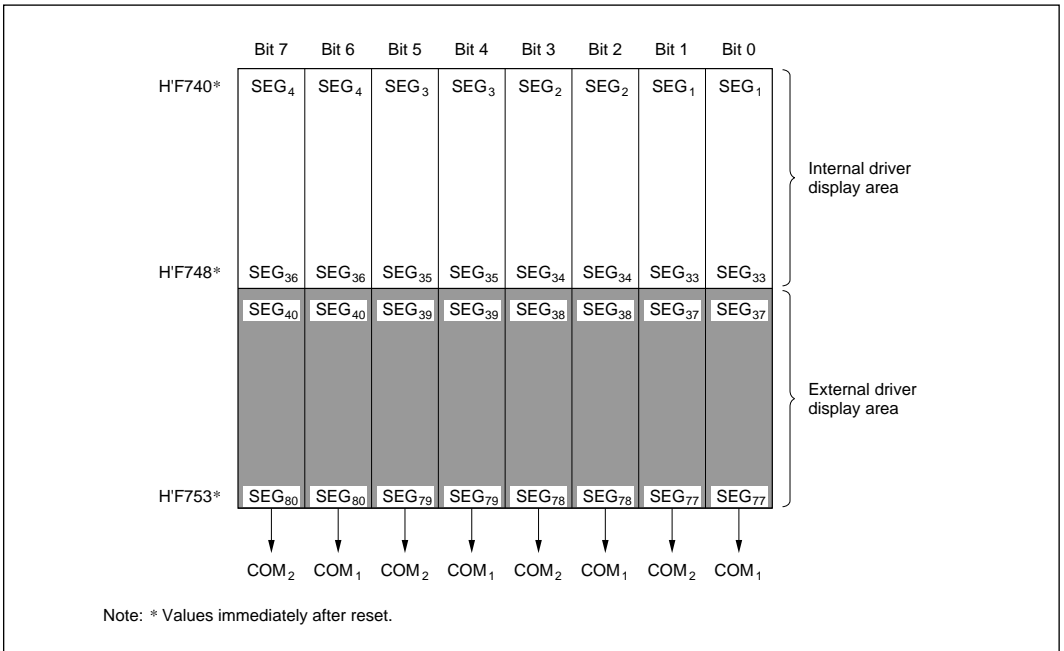 Bit 7 Bit 6 Bit 5 Bit 4 Bit 3 Bit 2 Bit 1 Bit 0
H'F740* SEG₄ SEG₄ SEG₃ SEG₃ SEG₂ SEG₂ SEG₁ SEG₁
Internal driver
display area
H'F748* SEG₃₆ SEG₃₆ SEG₃₅ SEG₃₅ SEG₃₄ SEG₃₄ SEG₃₃ SEG₃₃
SEG₄₀ SEG₄₀ SEG₃₉ SEG₃₉ SEG₃₈ SEG₃₈ SEG₃₇ SEG₃₇
External driver
display area
H'F753* SEG₈₀ SEG₈₀ SEG₇₉ SEG₇₉ SEG₇₈ SEG₇₈ SEG₇₇ SEG₇₇
COM₂ COM₁ COM₂ COM₁ COM₂ COM₁ COM₂ COM₁
Note: * Values immediately after reset.